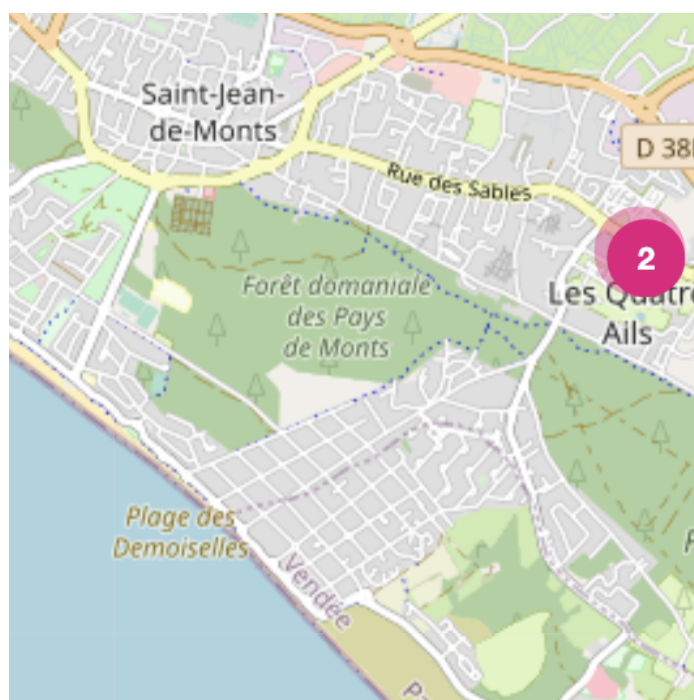 Saint-Jean-
de-Monts
D 38
Rue des Sables
2
Les Quatre
Ails
Forêt domaniale
des Pays
de Monts
Plage des
Demoiselles
Vendée